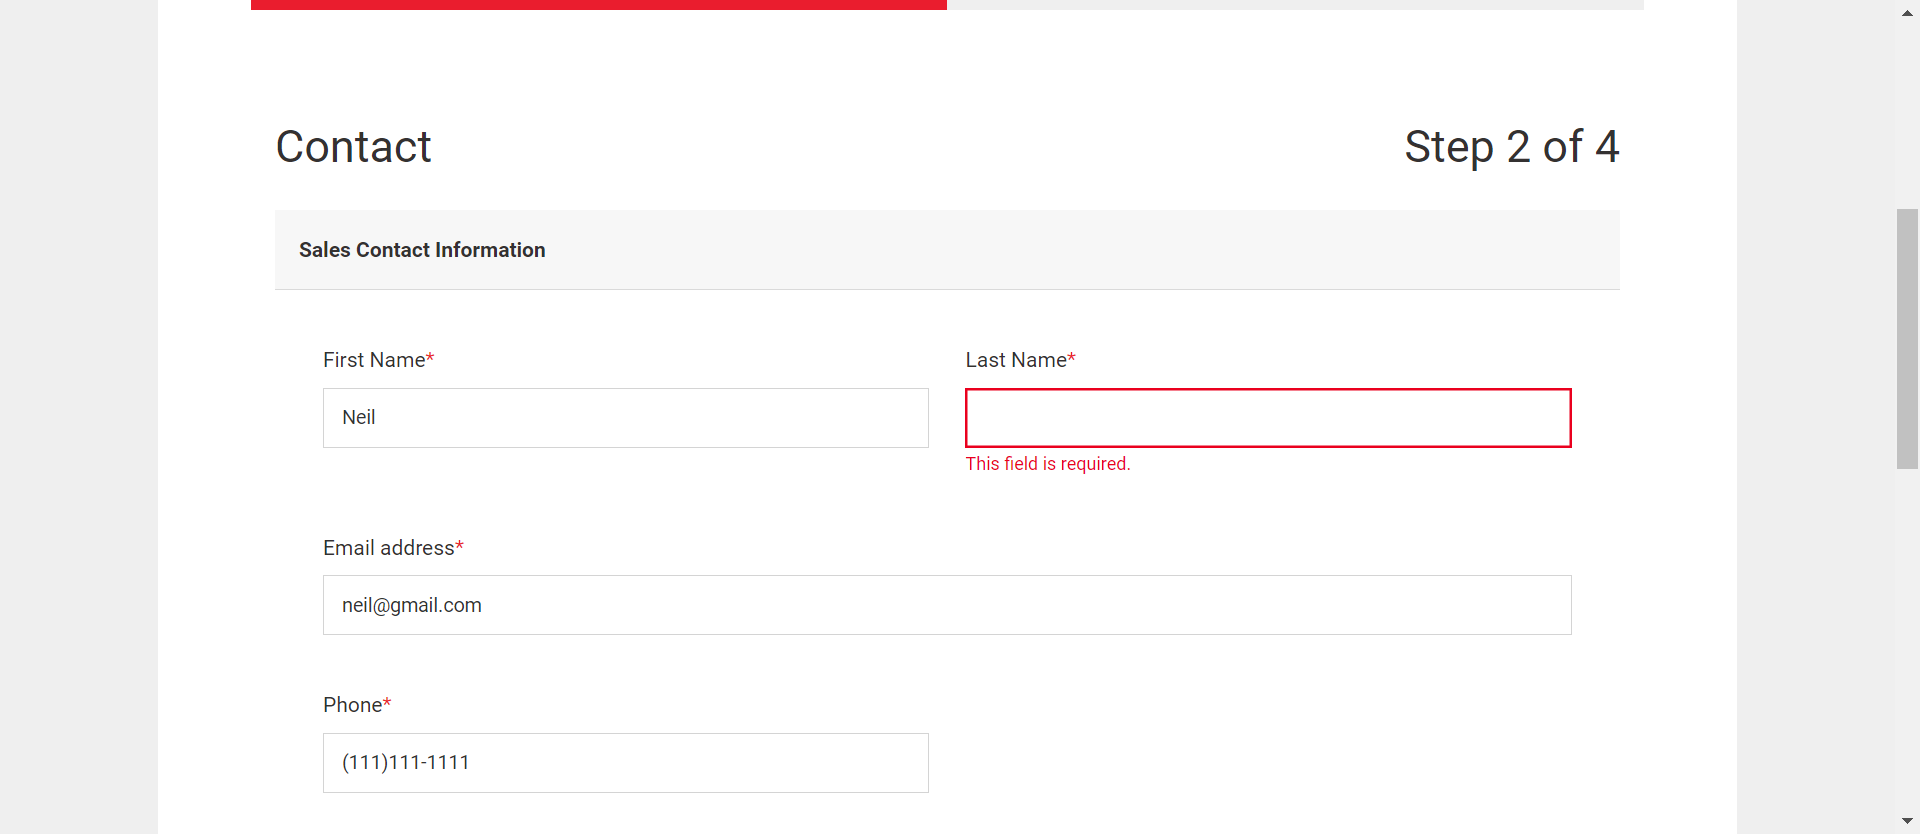 Contact
Step 2 of 4
Sales Contact Information
First Name*
Last Name*
Neil
This field is required.
Email address*
neil@gmail.com
Phone*
(111)111-1111